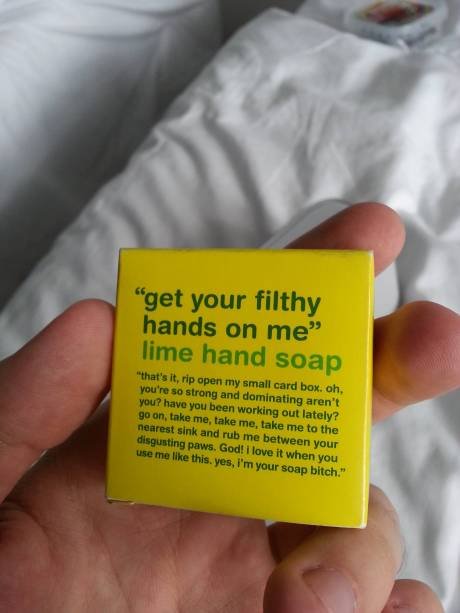 “get your filthy
hands on me”
lime hand soap
“that’s it, rip open my small card box. oh,
you’re so strong and dominating aren’t
you? have you been working out lately?
go on, take me, take me, take me to the
nearest sink and rub me between your
disgusting paws. God! i love it when you
use me like this. yes, i’m your soap bitch.”